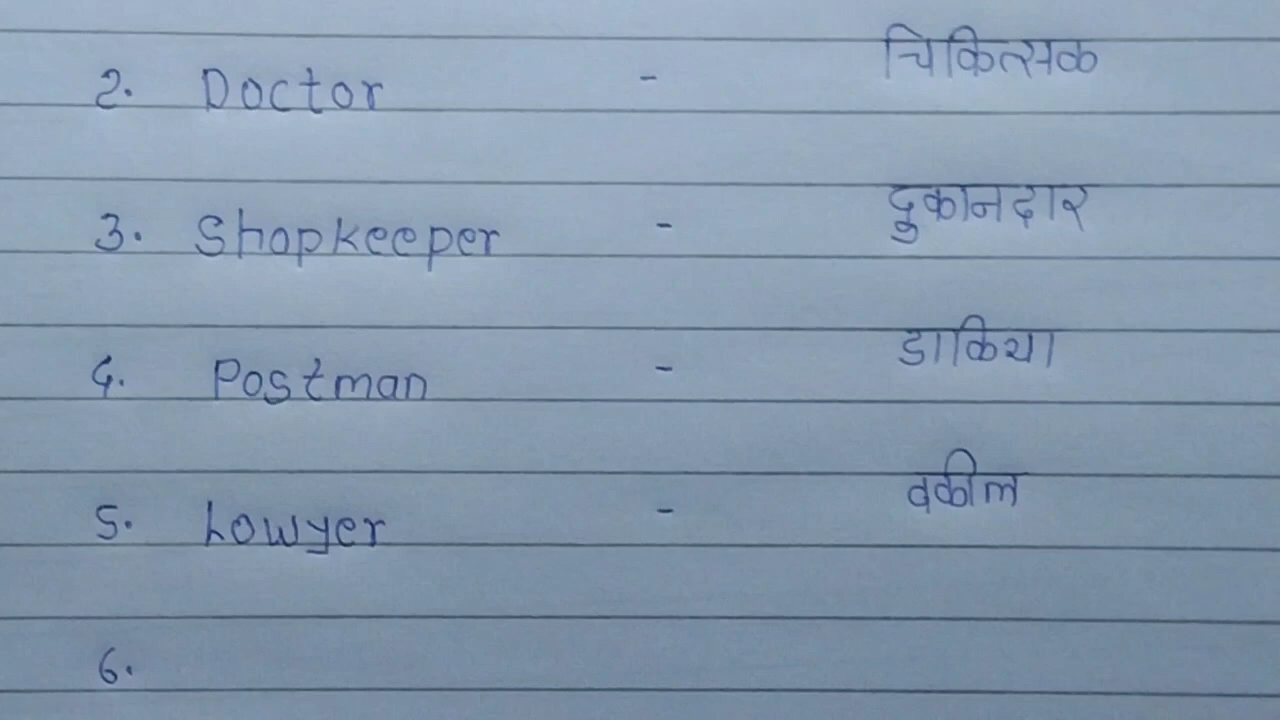 2. Doctor - चिकित्सक
3. Shopkeeper - दुकानदार
4. Postman - डाकिया
5. Lowyer - वकील
6.